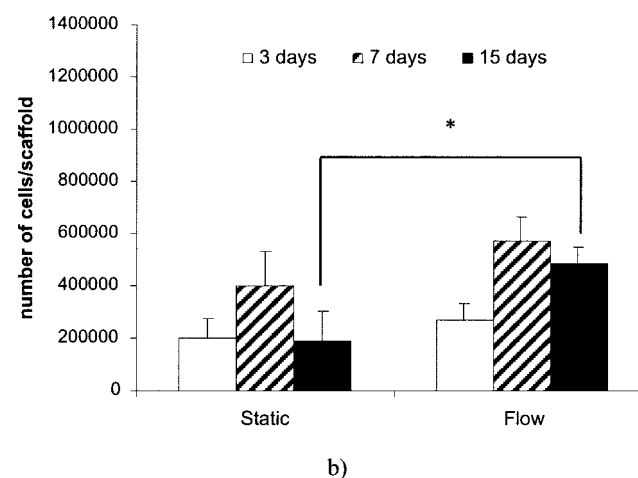 1400000
3 days 7 days 15 days
1200000
1000000
*
800000
600000
400000
200000
0
number of cells/scaffold
Static Flow
b)